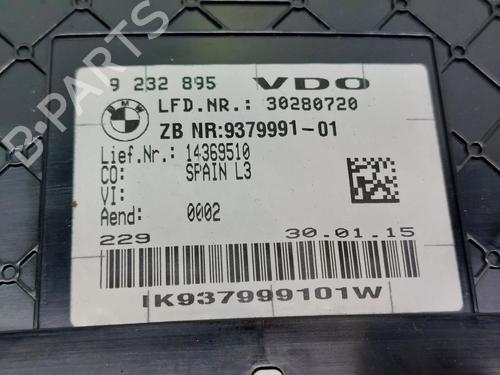 9 232 895 VDO
BMW
LFD.NR.: 30280720
ZB NR:9379991-01
Lief.Nr.: 14369510
CO: SPAIN L3
VI:
Aend: 0002
229 30.01.15
IK937999101W
B-PARTS